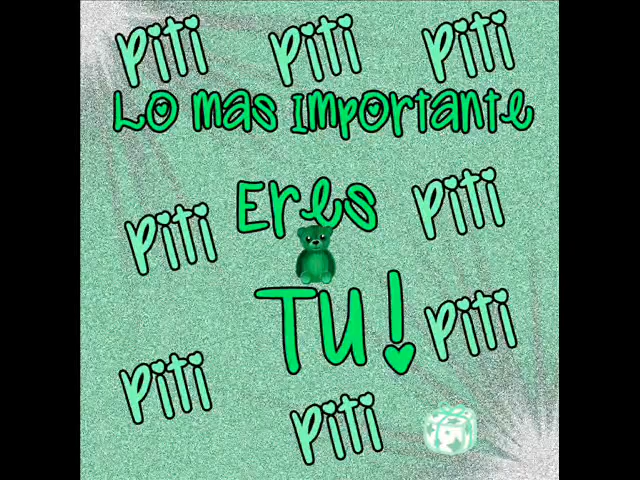 Piti Piti Piti
Lo mas Importante
Eres
Piti Piti
TU!
Piti
Piti
Piti